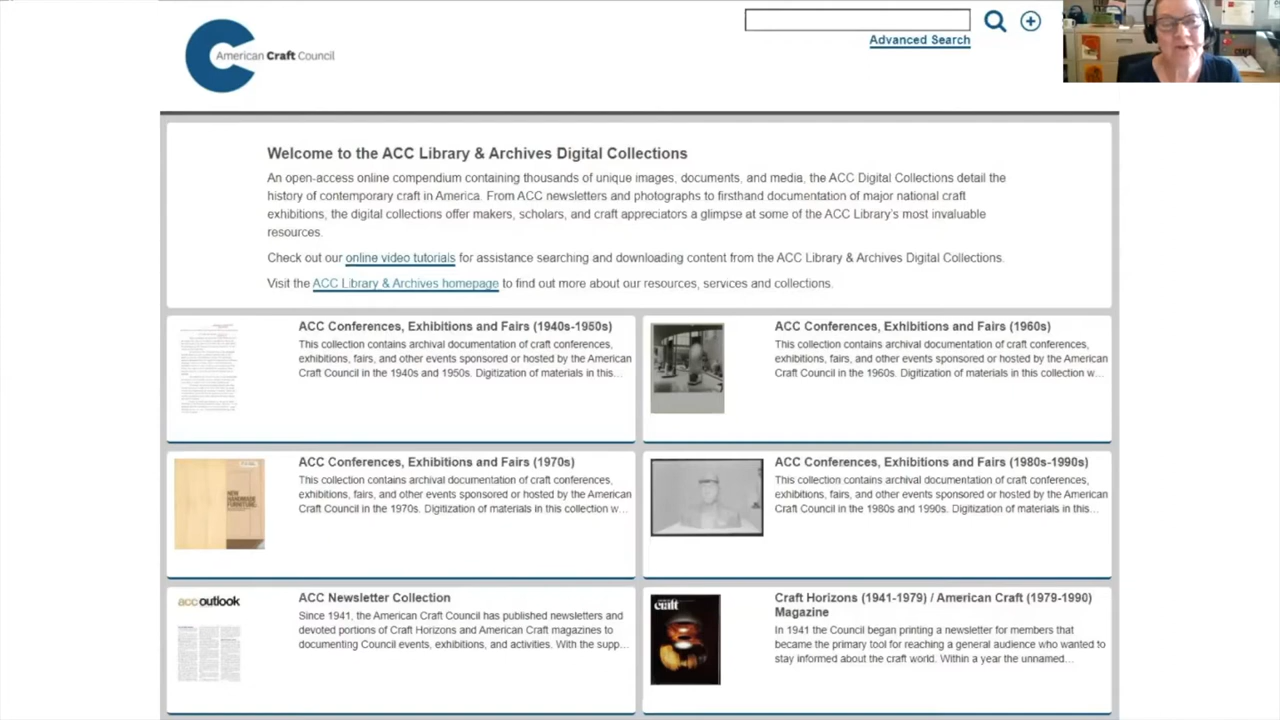 American Craft Council
Advanced Search
Welcome to the ACC Library & Archives Digital Collections
An open-access online compendium containing thousands of unique images, documents, and media, the ACC Digital Collections detail the
history of contemporary craft in America. From ACC newsletters and photographs to firsthand documentation of major national craft
exhibitions, the digital collections offer makers, scholars, and craft appreciators a glimpse at some of the ACC Library's most invaluable
resources.
Check out our online video tutorials for assistance searching and downloading content from the ACC Library & Archives Digital Collections.
Visit the ACC Library & Archives homepage to find out more about our resources, services and collections.
ACC Conferences, Exhibitions and Fairs (1940s-1950s)
This collection contains archival documentation of craft conferences,
exhibitions, fairs, and other events sponsored or hosted by the American
Craft Council in the 1940s and 1950s. Digitization of materials in this...
ACC Conferences, Exhibitions and Fairs (1960s)
This collection contains archival documentation of craft conferences,
exhibitions, fairs, and other events sponsored or hosted by the American
Craft Council in the 1960s. Digitization of materials in this collection w...
ACC Conferences, Exhibitions and Fairs (1970s)
This collection contains archival documentation of craft conferences,
exhibitions, fairs, and other events sponsored or hosted by the American
Craft Council in the 1970s. Digitization of materials in this collection w...
NEW
HANDMADE
FURNITURE
ACC Conferences, Exhibitions and Fairs (1980s-1990s)
This collection contains archival documentation of craft conferences,
exhibitions, fairs, and other events sponsored or hosted by the American
Craft Council in the 1980s and 1990s. Digitization of materials in this...
acc outlook
ACC Newsletter Collection
Since 1941, the American Craft Council has published newsletters and
devoted portions of Craft Horizons and American Craft magazines to
documenting Council events, exhibitions, and activities. With the supp...
craft
Craft Horizons (1941-1979) / American Craft (1979-1990)
Magazine
In 1941 the Council began printing a newsletter for members that
became the primary tool for reaching a general audience who wanted to
stay informed about the craft world. Within a year the unnamed...